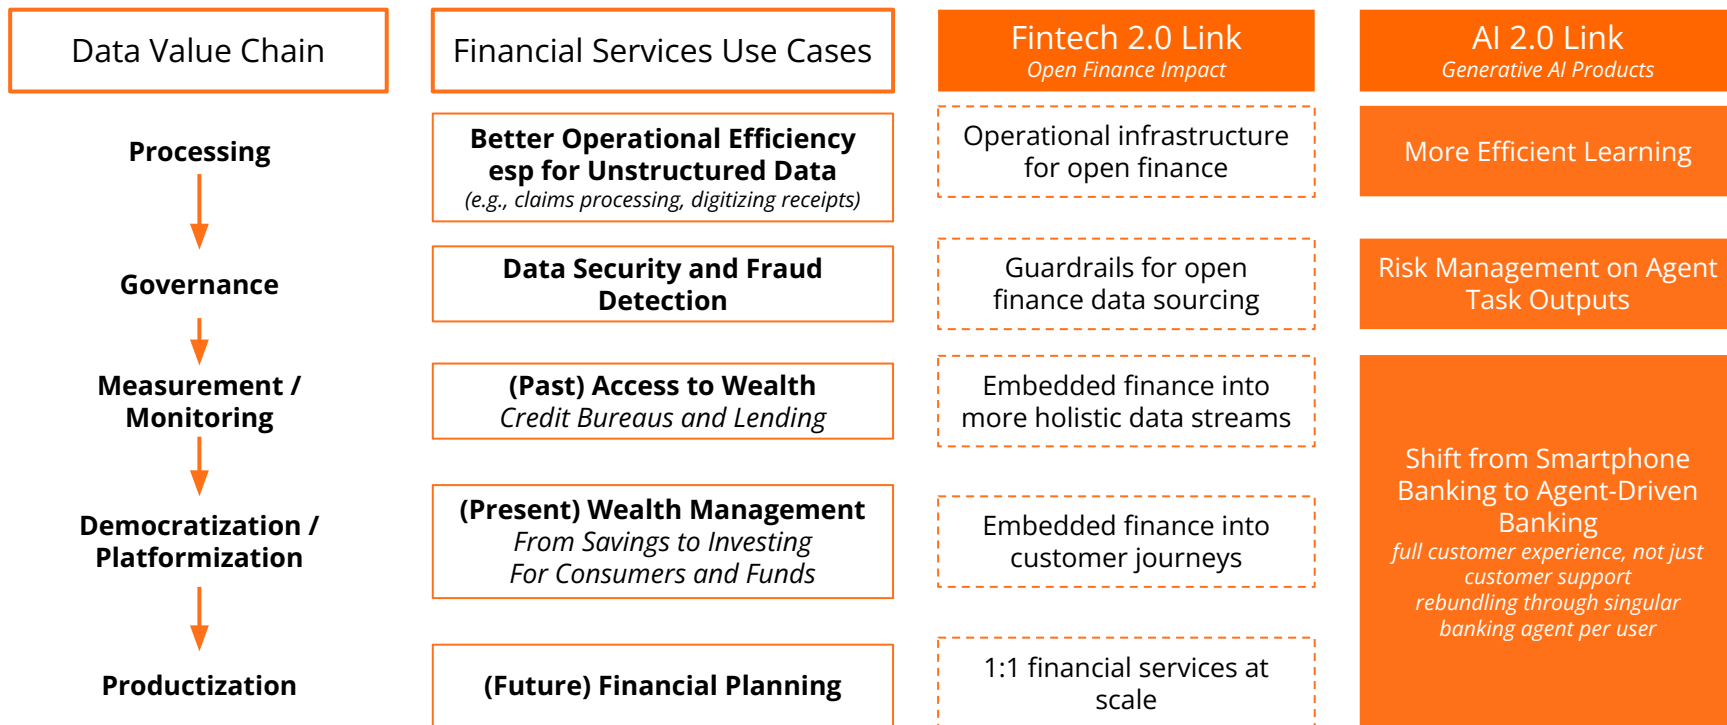 Data Value Chain
Financial Services Use Cases
Fintech 2.0 Link
Open Finance Impact
AI 2.0 Link
Generative AI Products
Processing
Better Operational Efficiency
esp for Unstructured Data
(e.g., claims processing, digitizing receipts)
Operational infrastructure
for open finance
More Efficient Learning
Governance
Data Security and Fraud
Detection
Guardrails for open
finance data sourcing
Risk Management on Agent
Task Outputs
Measurement /
Monitoring
(Past) Access to Wealth
Credit Bureaus and Lending
Embedded finance into
more holistic data streams
Shift from Smartphone
Banking to Agent-Driven
Banking
full customer experience, not just
customer support
rebundling through singular
banking agent per user
Democratization /
Platformization
(Present) Wealth Management
From Savings to Investing
For Consumers and Funds
Embedded finance into
customer journeys
Productization
(Future) Financial Planning
1:1 financial services at
scale